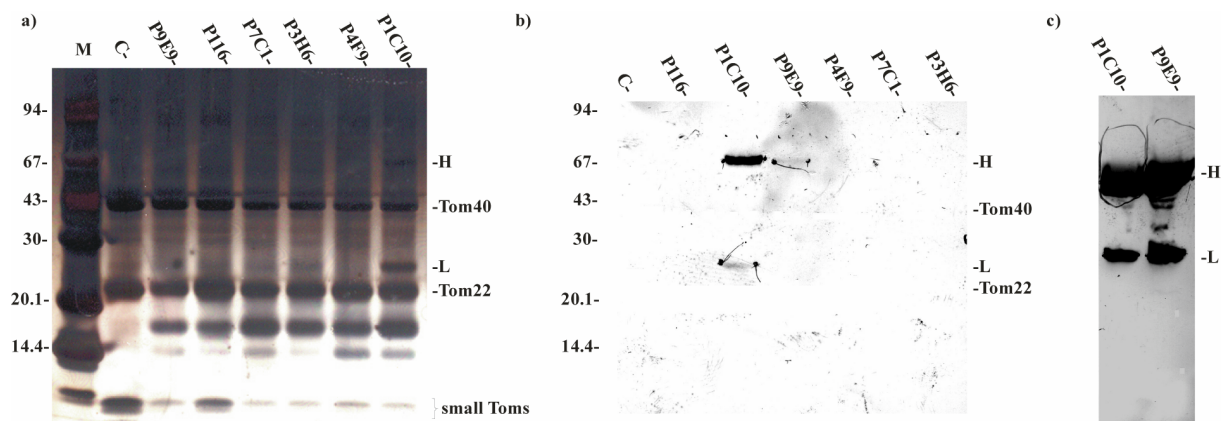 a)
M C- P9E9- P116- P7C1- P3H6- P4F9- P1C10-
94-
67- -H
43- -Tom40
30-
-L
-Tom22
20.1-
14.4-
small Toms
b)
C- P116- P1C10- P9E9- P4F9- P7C1- P3H6-
94-
67- -H
43-
-Tom40
30-
-L
-Tom22
20.1-
14.4-
c)
P1C10- P9E9-
-H
-L